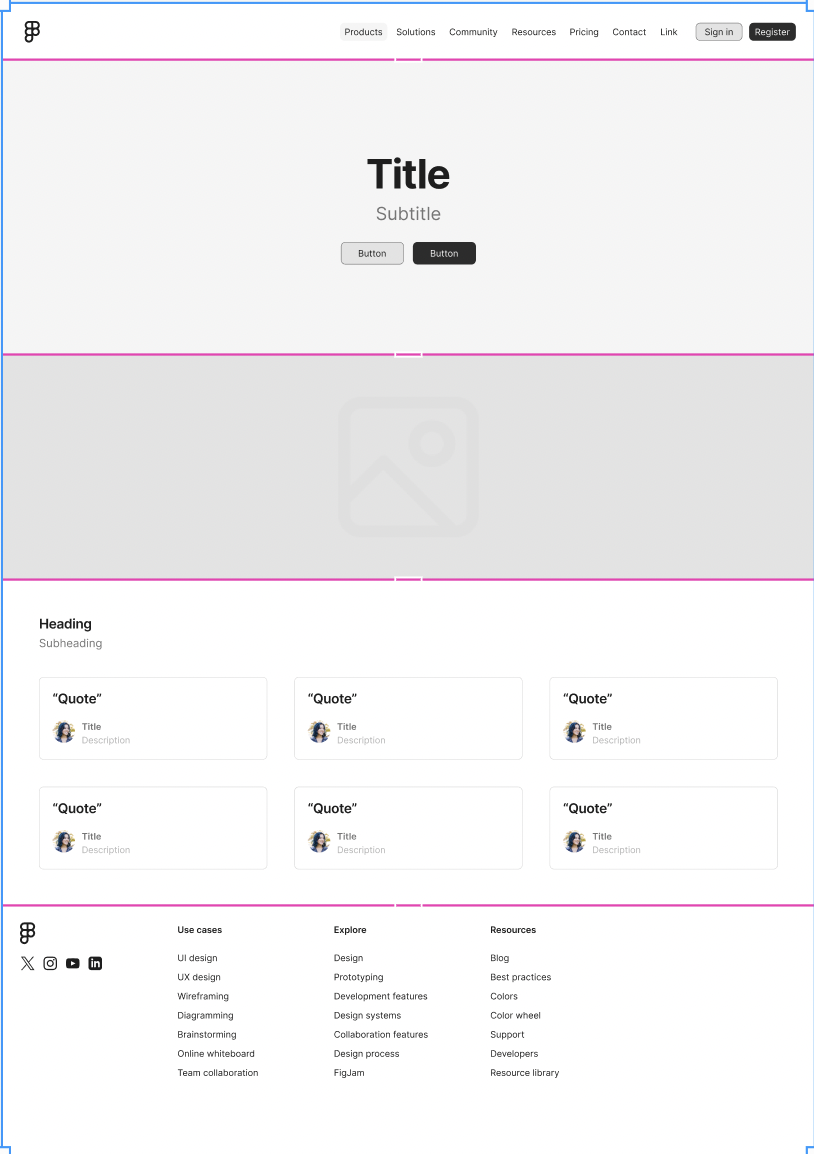 Products Solutions Community Resources Pricing Contact Link Sign in Register
Title
Subtitle
Button Button
Heading
Subheading
“Quote” “Quote” “Quote”
Title Title Title
Description Description Description
“Quote” “Quote” “Quote”
Title Title Title
Description Description Description
Use cases Explore Resources
UI design Design Blog
UX design Prototyping Best practices
Wireframing Development features Colors
Diagramming Design systems Color wheel
Brainstorming Collaboration features Support
Online whiteboard Design process Developers
Team collaboration FigJam Resource library